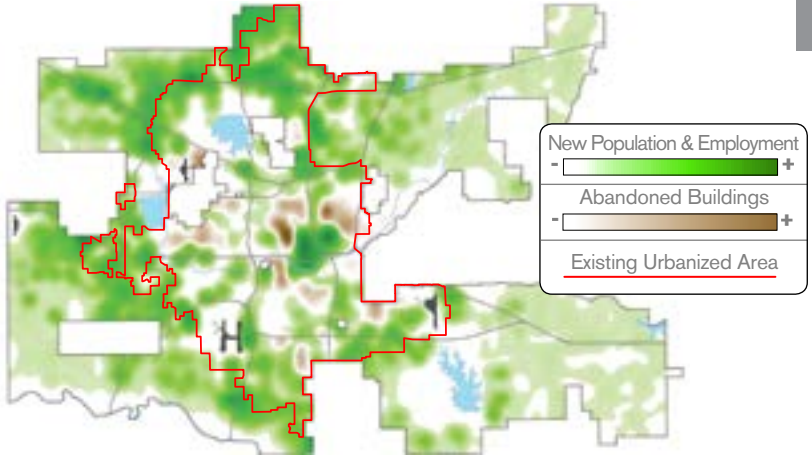 New Population & Employment
- +
Abandoned Buildings
- +
Existing Urbanized Area